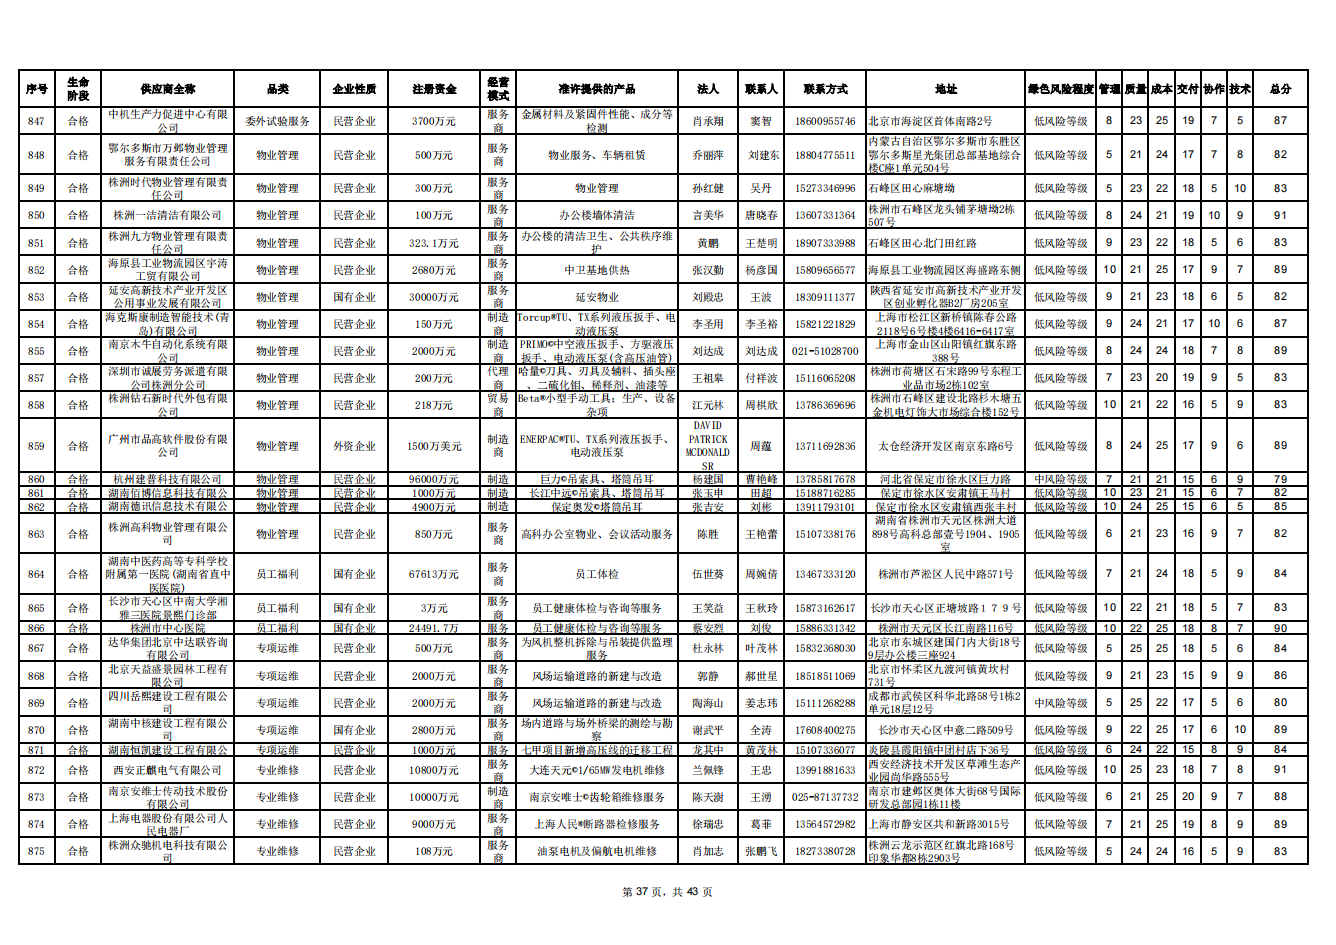 序号 生命阶段 供应商全称 品类 企业性质 注册资金 经营模式 准许提供的产品 法人 联系人 联系方式 地址 绿色风险程度 管理 质量 成本 交付 协作 技术 总分
847 合格 中机生产力促进中心有限公司 委外试验服务 民营企业 3700万元 服务商 金属材料及紧固件性能、成分等检测 肖承翔 窦智 18600955746 北京市海淀区首体南路2号 低风险等级 8 23 25 19 7 5 87
848 合格 鄂尔多斯市万邺物业管理服务有限责任公司 物业管理 民营企业 500万元 服务商 物业服务、车辆租赁 乔丽萍 刘建东 18804775511 内蒙古自治区鄂尔多斯市东胜区鄂尔多斯星光集团总部基地综合楼C座1单元504号 低风险等级 5 21 24 17 7 8 82
849 合格 株洲时代物业管理有限责任公司 物业管理 民营企业 300万元 服务商 物业管理 孙红健 吴丹 15273346996 石峰区田心麻塘坳 低风险等级 5 23 22 18 5 10 83
850 合格 株洲一洁清洁有限公司 物业管理 民营企业 100万元 服务商 办公楼墙体清洁 言美华 唐晓春 13607331364 株洲市石峰区龙头铺茅塘坳2栋507号 低风险等级 8 24 21 19 10 9 91
851 合格 株洲九方物业管理有限责任公司 物业管理 民营企业 323.1万元 服务商 办公楼的清洁卫生、公共秩序维护 黄鹏 王楚明 18907333988 石峰区田心北门田红路 低风险等级 9 23 22 18 5 6 83
852 合格 海原县工业物流园区宇涛工贸有限公司 物业管理 民营企业 2680万元 服务商 中卫基地供热 张汉勤 杨彦国 15809656577 海原县工业物流园区海盛路东侧 低风险等级 10 21 25 17 9 7 89
853 合格 延安高新技术产业开发区公用事业发展有限公司 物业管理 国有企业 30000万元 服务商 延安物业 刘殿忠 王波 18309111377 陕西省延安市高新技术产业开发区创业孵化器B2厂房205室 低风险等级 9 21 23 18 6 5 82
854 合格 海克斯康制造智能技术(青岛)有限公司 物业管理 民营企业 150万元 制造商 Torcup®TU、TX系列液压扳手、电动液压泵 李圣用 李圣裕 15821221829 上海市松江区新桥镇陈春公路2118号6号楼4楼6416-6417室 低风险等级 9 24 21 17 10 6 87
855 合格 南京木牛自动化系统有限公司 物业管理 民营企业 2000万元 制造商 PRIMO©中空液压扳手、方驱液压扳手、电动液压泵(含高压油管) 刘达成 刘达成 021-51028700 上海市金山区山阳镇红旗东路388号 低风险等级 8 24 24 18 7 8 89
857 合格 深圳市诚展劳务派遣有限公司株洲分公司 物业管理 民营企业 200万元 代理商 哈量©刀具、刃具及辅料、插头座、二硫化钼、稀释剂、油漆等 王祖皋 付祥波 15116065208 株洲市荷塘区石宋路99号东程工业品市场2栋102室 低风险等级 7 23 20 19 9 5 83
858 合格 株洲钻石新时代外包有限公司 物业管理 民营企业 218万元 贸易商 Beta®小型手动工具；生产、设备杂项 江元林 周棋欣 13786369696 株洲市石峰区建设北路杉木塘五金机电灯饰大市场综合楼152号 低风险等级 10 21 22 16 5 9 83
859 合格 广州市品高软件股份有限公司 物业管理 外资企业 1500万美元 制造商 ENERPAC®TU、TX系列液压扳手、电动液压泵 DAVID PATRICK MCDONALD SR 周蕴 13711692836 太仓经济开发区南京东路6号 低风险等级 8 24 25 17 9 6 89
860 合格 杭州建普科技有限公司 物业管理 民营企业 96000万元 制造 巨力©吊索具、塔筒吊耳 杨建国 曹艳峰 13785817678 河北省保定市徐水区巨力路 中风险等级 7 21 21 15 6 9 79
861 合格 湖南佰博信息科技有限公 物业管理 民营企业 1000万元 制造 长江中远©吊索具、塔筒吊耳 张玉申 田超 15188716285 保定市徐水区安肃镇王马村 低风险等级 10 23 21 15 6 7 82
862 合格 湖南德讯信息技术有限公 物业管理 民营企业 4900万元 制造 保定奥发©塔筒吊耳 张吉安 刘彬 13911793101 保定市徐水区安肃镇西张丰村 低风险等级 10 24 25 15 6 5 85
863 合格 株洲高科物业管理有限公司 物业管理 民营企业 850万元 服务商 高科办公室物业、会议活动服务 陈胜 王艳蕾 15107338176 湖南省株洲市天元区株洲大道898号高科总部壹号1904、1905室 低风险等级 6 21 23 16 9 7 82
864 合格 湖南中医药高等专科学校附属第一医院(湖南省直中医医院) 员工福利 国有企业 67613万元 服务商 员工体检 伍世葵 周婉倩 13467333120 株洲市芦淞区人民中路571号 低风险等级 7 21 24 18 5 9 84
865 合格 长沙市天心区中南大学湘雅三医院景熙门诊部 员工福利 国有企业 3万元 服务商 员工健康体检与咨询等服务 王笑益 王秋玲 15873162617 长沙市天心区正塘坡路１７９号 低风险等级 10 22 21 18 5 7 83
866 合格 株洲市中心医院 员工福利 国有企业 24491.7万 服务 员工健康体检与咨询等服务 蔡安烈 刘俊 15886331342 株洲市天元区长江南路116号 低风险等级 10 22 25 18 8 7 90
867 合格 达华集团北京中达联咨询有限公司 专项运维 民营企业 500万元 服务商 为风机整机拆除与吊装提供监理服务 杜永林 叶茂林 15832368030 北京市东城区建国门内大街18号9层办公楼三座924 低风险等级 5 25 25 18 5 6 84
868 合格 北京天益盛景园林工程有限公司 专项运维 民营企业 2000万元 服务商 风场运输道路的新建与改造 郭静 郝世星 18518511069 北京市怀柔区九渡河镇黄坎村731号 低风险等级 9 21 23 15 9 9 86
869 合格 四川岳熙建设工程有限公司 专项运维 民营企业 2000万元 服务商 风场运输道路的新建与改造 陶海山 姜志玮 15111268288 成都市武侯区科华北路58号1栋2单元18层12号 中风险等级 5 25 22 17 5 6 80
870 合格 湖南中核建设工程有限公司 专项运维 国有企业 2800万元 服务商 场内道路与场外桥梁的测绘与勘察 谢武平 全涛 17608400275 长沙市天心区中意二路509号 低风险等级 9 22 25 17 6 10 89
871 合格 湖南恒凯建设工程有限公 专项运维 民营企业 1000万元 服务 七甲项目新增高压线的迁移工程 龙其中 黄茂林 15107336077 炎陵县霞阳镇中团村店下36号 低风险等级 6 24 22 15 8 9 84
872 合格 西安正麒电气有限公司 专业维修 民营企业 10800万元 服务商 大连天元©1/65MW发电机维修 兰佩锋 王忠 13991881633 西安经济技术开发区草滩生态产业园尚华路555号 低风险等级 10 25 23 18 7 8 91
873 合格 南京安维士传动技术股份有限公司 专业维修 民营企业 10000万元 制造商 南京安唯士©齿轮箱维修服务 陈天澍 王湧 025-87137732 南京市建邺区奥体大街68号国际研发总部园1栋11楼 低风险等级 6 21 25 20 9 7 88
874 合格 上海电器股份有限公司人民电器厂 专业维修 民营企业 9000万元 服务商 上海人民®断路器检修服务 徐瑞忠 葛菲 13564572982 上海市静安区共和新路3015号 低风险等级 7 21 25 19 8 9 89
875 合格 株洲众驰机电科技有限公司 专业维修 民营企业 108万元 服务商 油泵电机及偏航电机维修 肖加志 张鹏飞 18273380728 株洲云龙示范区红旗北路168号印象华都8栋2903号 低风险等级 5 24 24 16 5 9 83
第 37 页，共 43 页